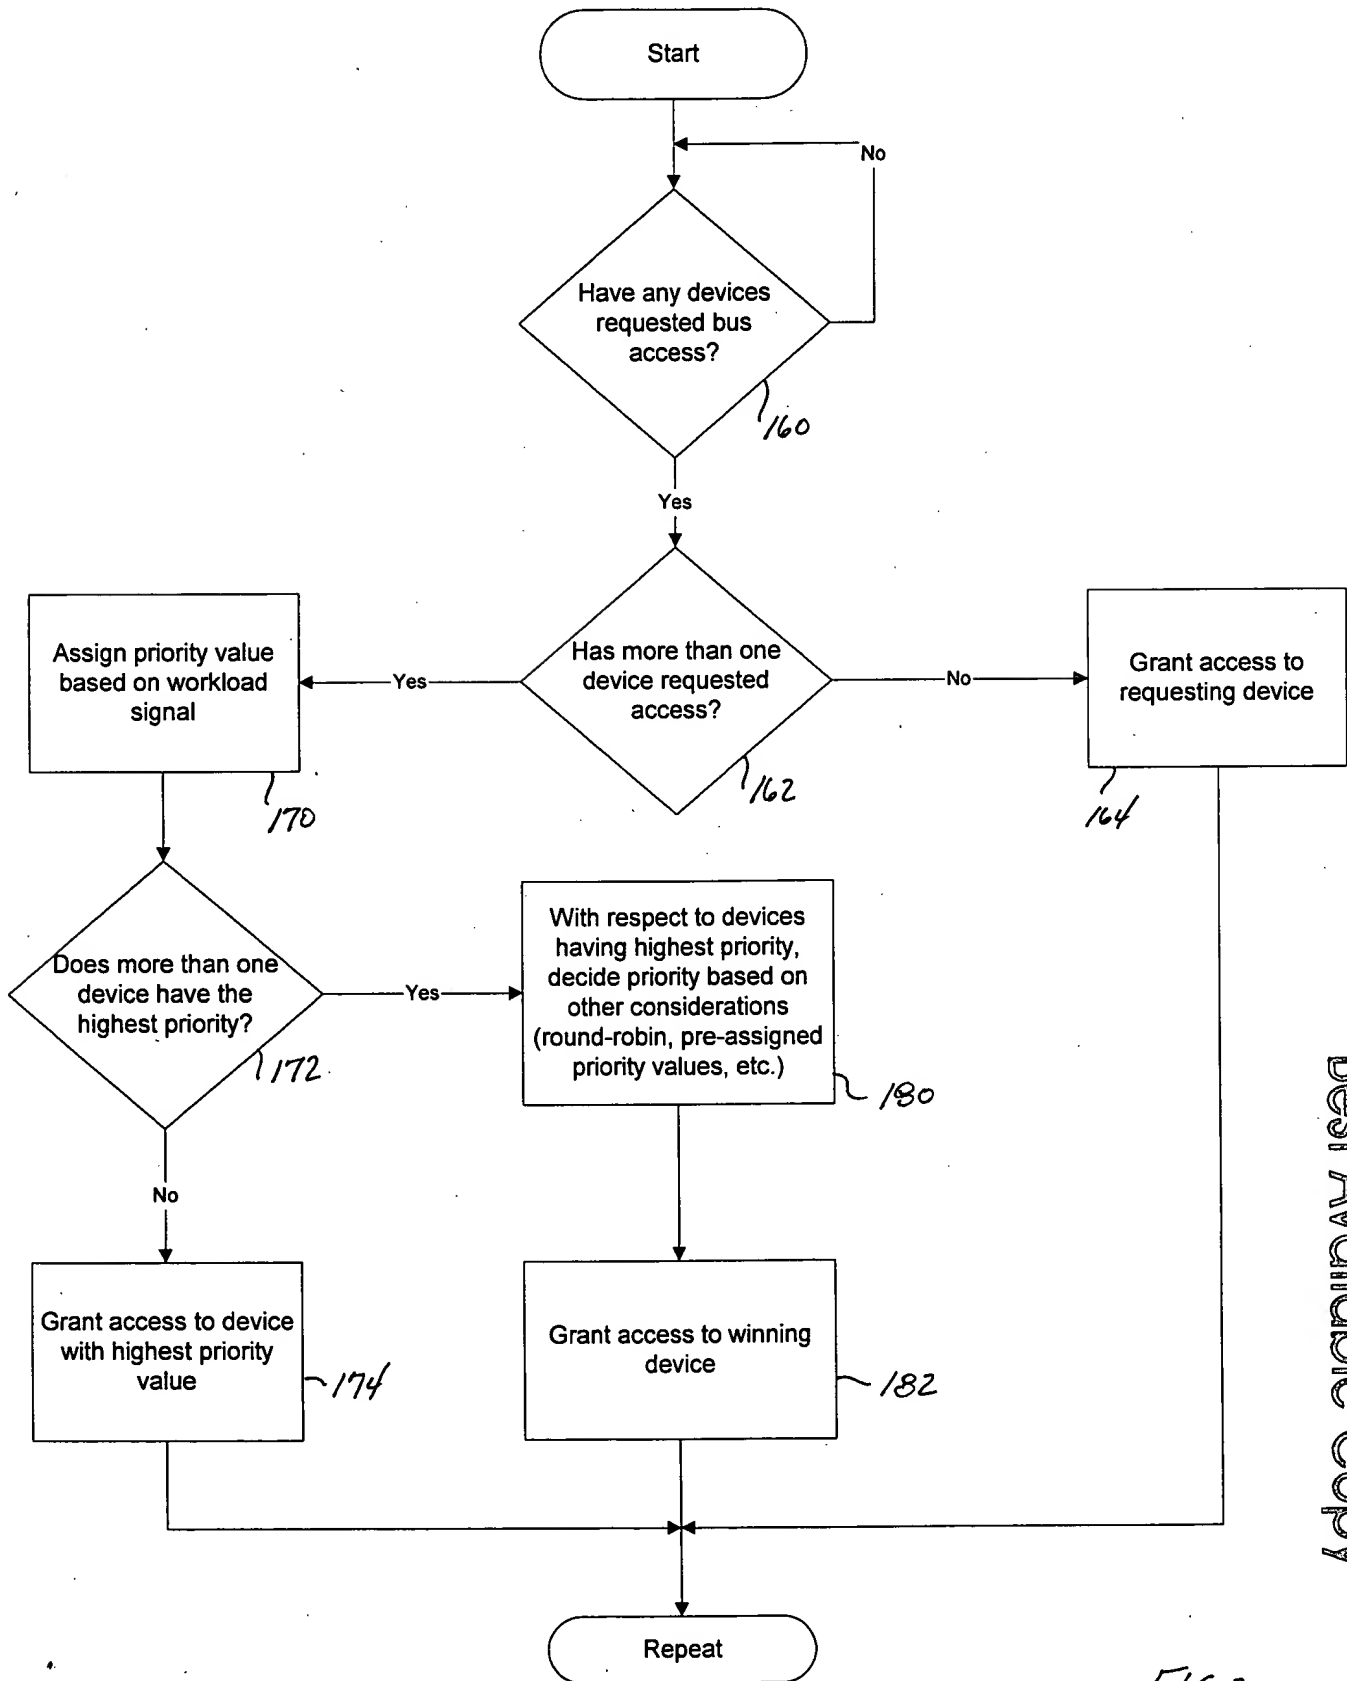 Start
No
Have any devices
requested bus
access?
160
Yes
Has more than one
device requested
access?
162
Yes
No
Assign priority value
based on workload
signal
170
Grant access to
requesting device
164
Does more than one
device have the
highest priority?
172
Yes
With respect to devices
having highest priority,
decide priority based on
other considerations
(round-robin, pre-assigned
priority values, etc.)
180
No
Grant access to device
with highest priority
value
174
Grant access to winning
device
182
Repeat
Best Available Copy